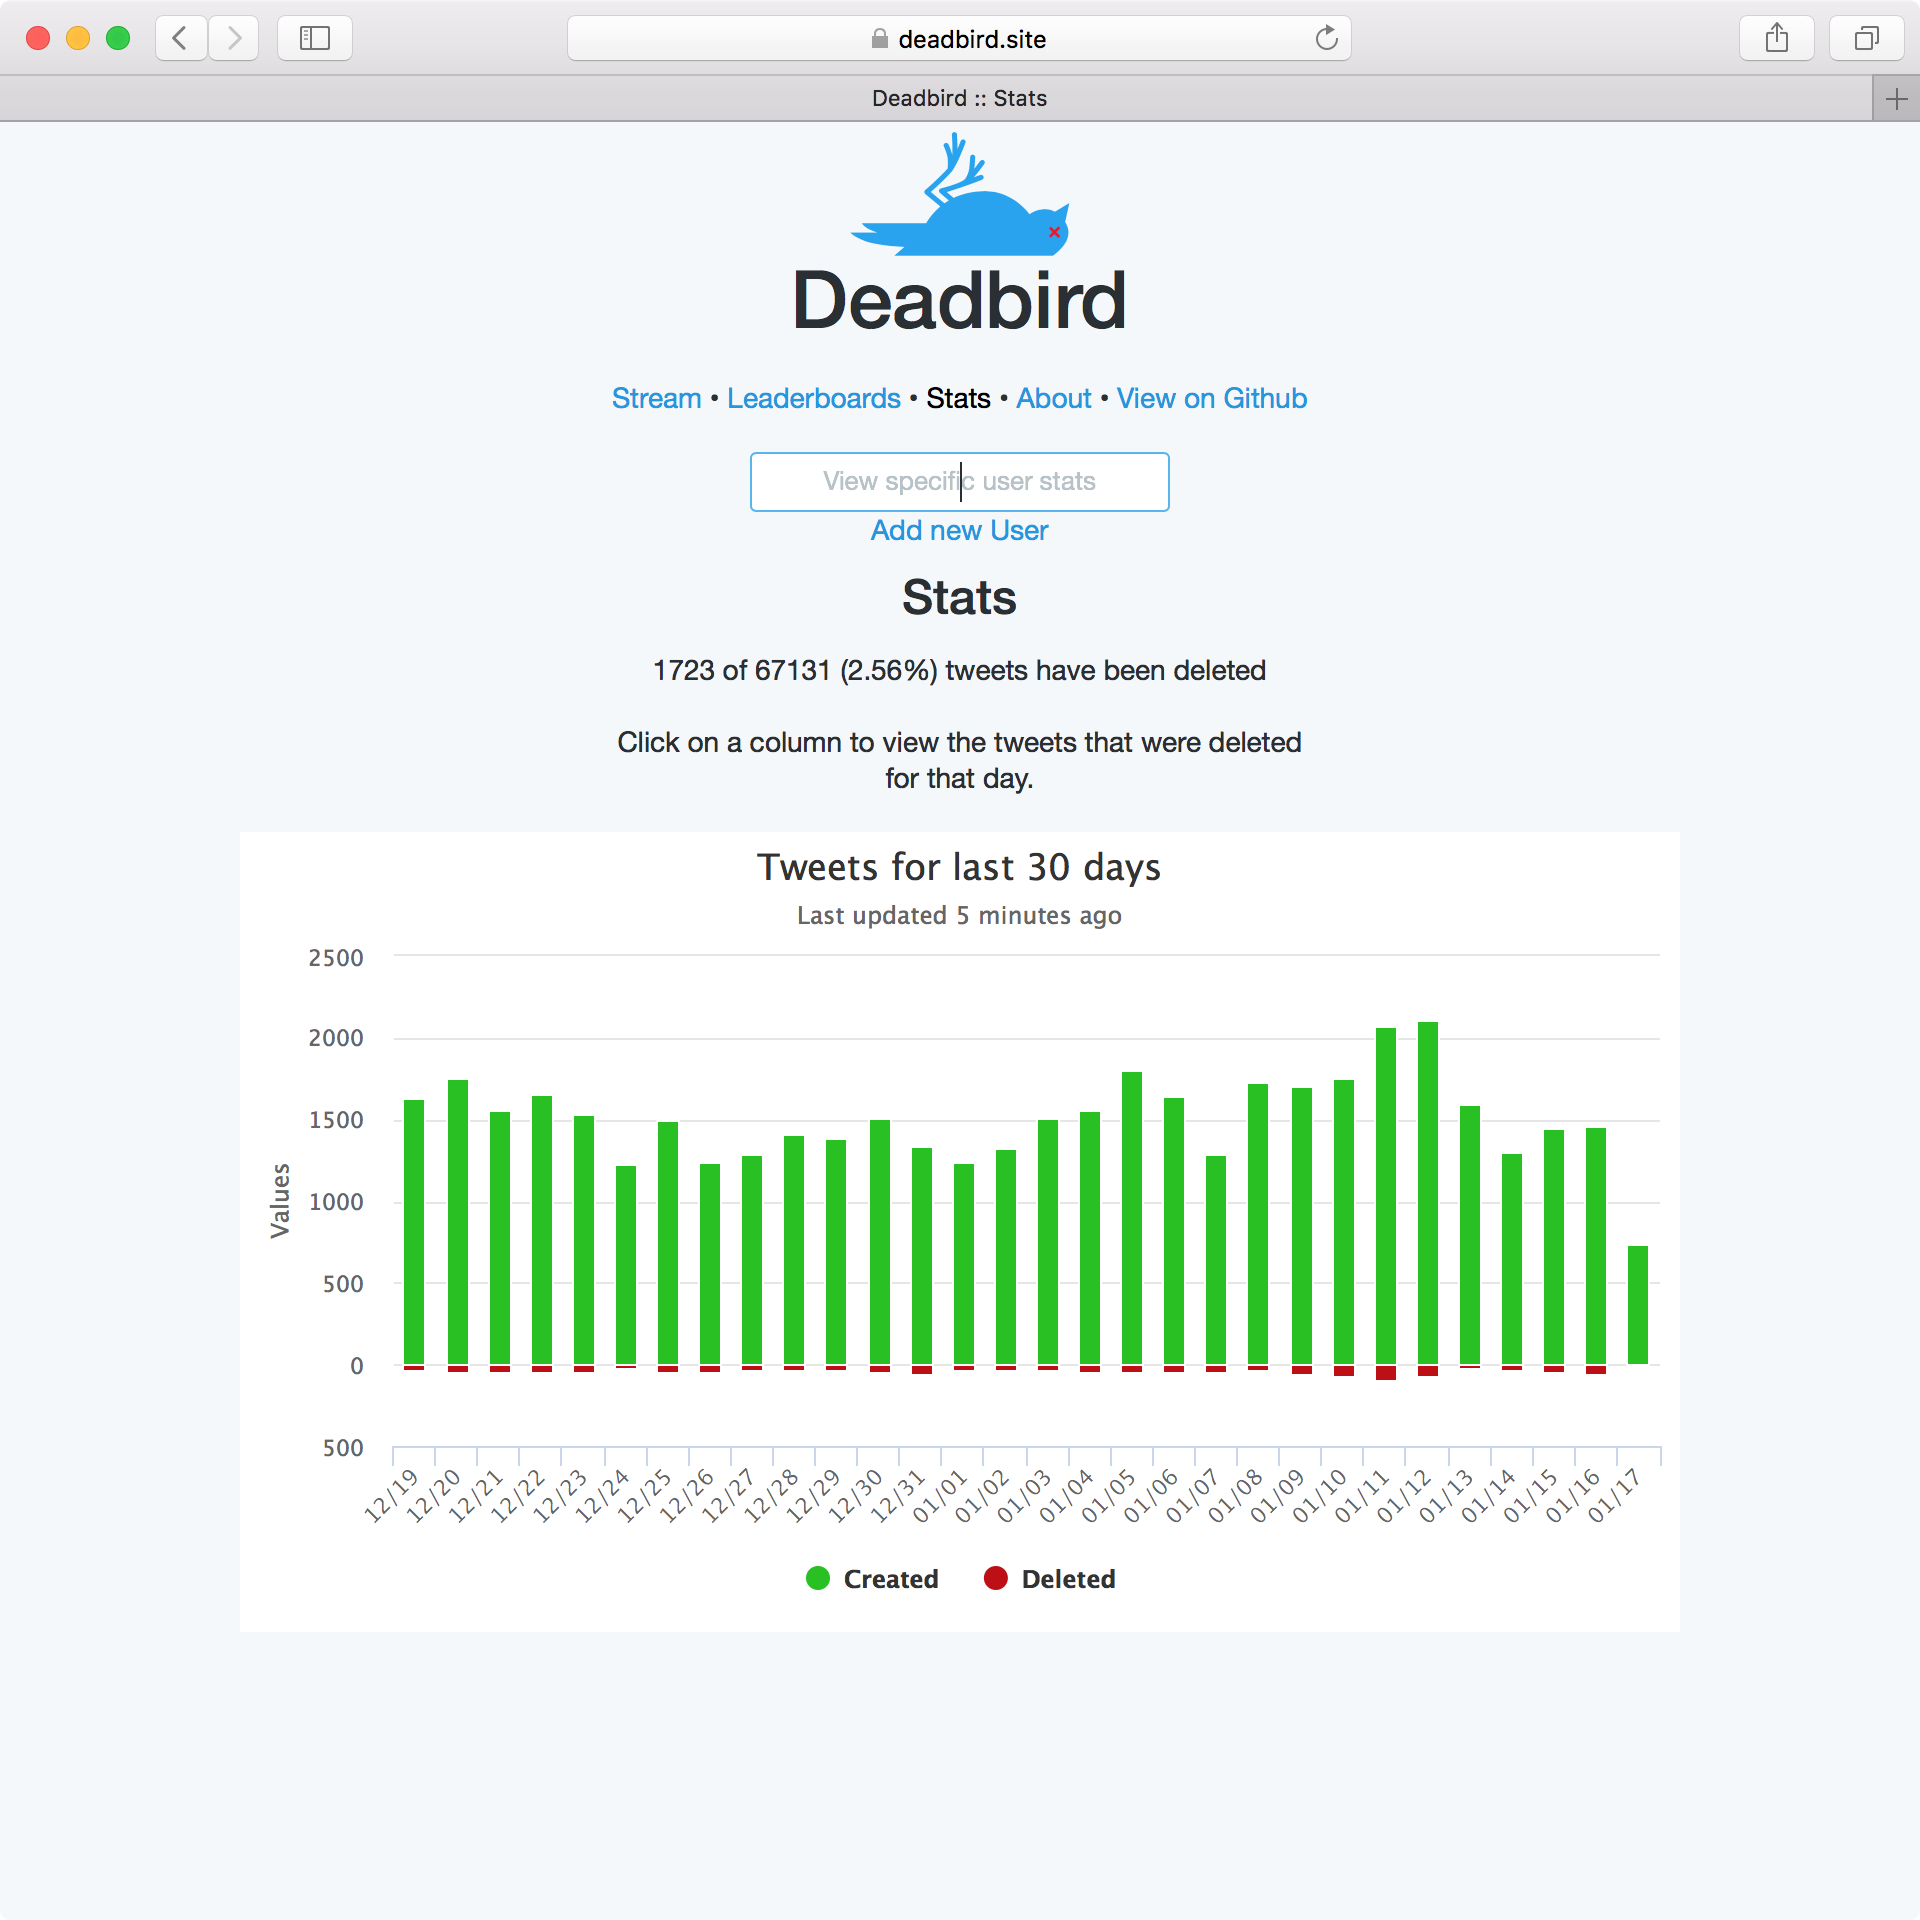 deadbird.site
Deadbird :: Stats
Deadbird
Stream • Leaderboards • Stats • About • View on Github
View specific user stats
Add new User
Stats
1723 of 67131 (2.56%) tweets have been deleted
Click on a column to view the tweets that were deleted
for that day.
Tweets for last 30 days
Last updated 5 minutes ago
Values
2500
2000
1500
1000
500
0
500
12/19 12/20 12/21 12/22 12/23 12/24 12/25 12/26 12/27 12/28 12/29 12/30 12/31 01/01 01/02 01/03 01/04 01/05 01/06 01/07 01/08 01/09 01/10 01/11 01/12 01/13 01/14 01/15 01/16 01/17
Created Deleted